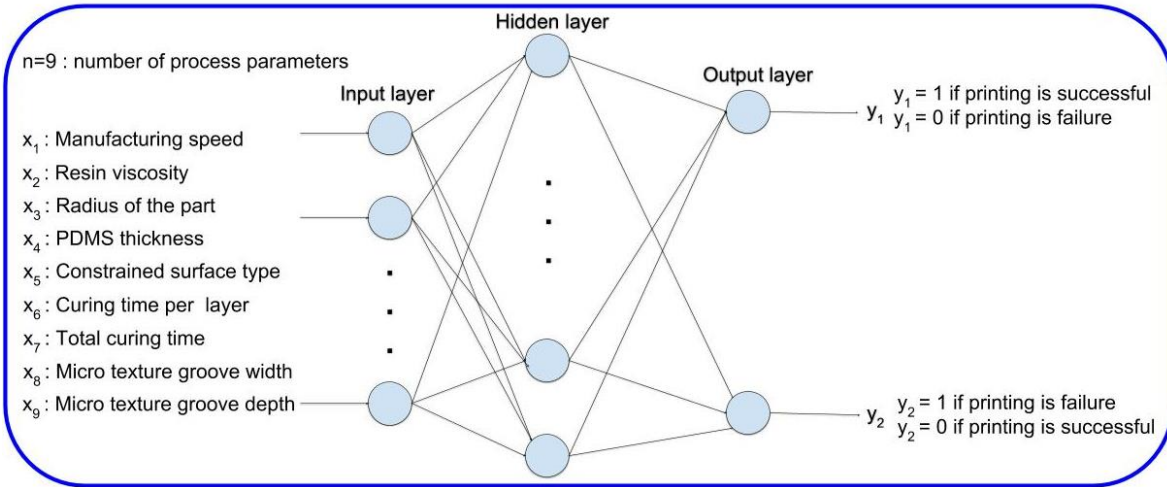 Hidden layer
n=9 : number of process parameters
Input layer
Output layer
x₁ : Manufacturing speed
x₂ : Resin viscosity
x₃ : Radius of the part
x₄ : PDMS thickness
x₅ : Constrained surface type
x₆ : Curing time per layer
x₇ : Total curing time
x₈ : Micro texture groove width
x₉ : Micro texture groove depth
y₁
y₁ = 1 if printing is successful
y₁ = 0 if printing is failure
y₂
y₂ = 1 if printing is failure
y₂ = 0 if printing is successful